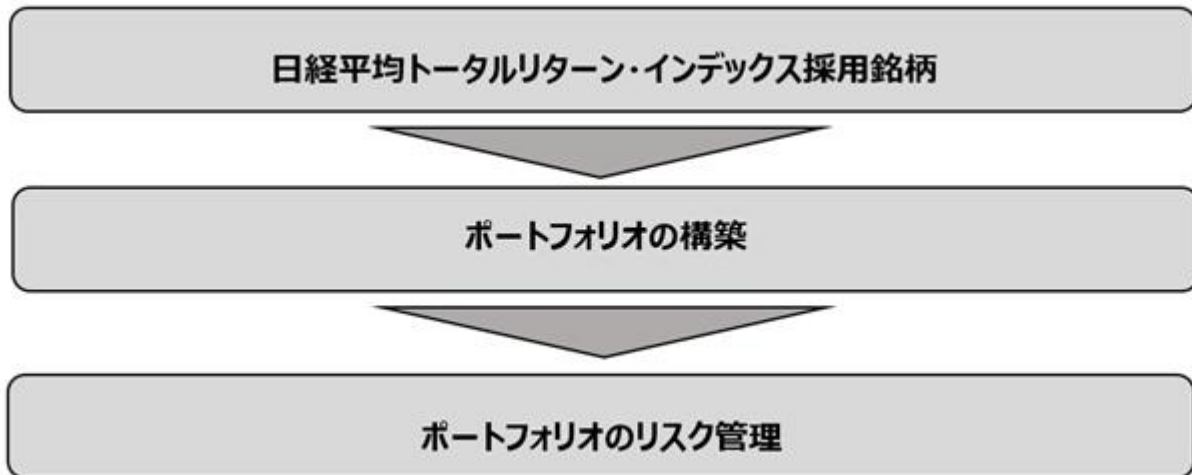 日経平均トータルリターン・インデックス採用銘柄
ポートフォリオの構築
ポートフォリオのリスク管理